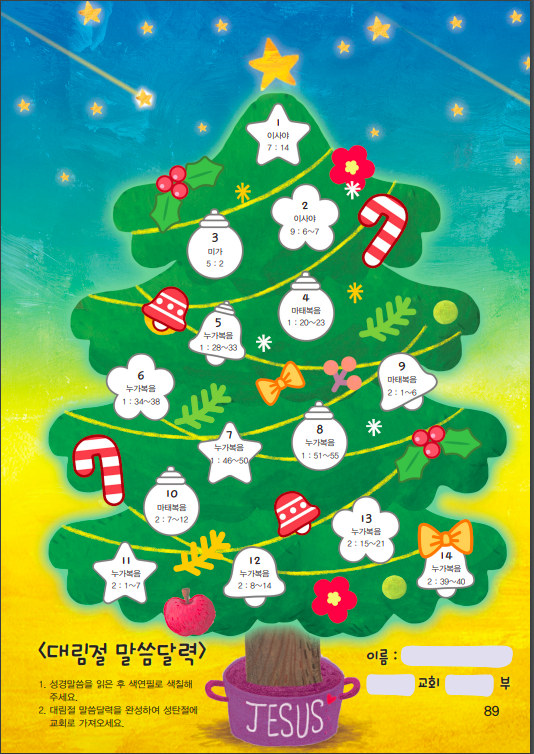 1
이사야
7 : 14
2
이사야
9 : 6~7
3
미가
5 : 2
4
마태복음
1 : 20~23
5
누가복음
1 : 28~33
6
누가복음
1 : 34~38
7
누가복음
1 : 46~50
8
누가복음
1 : 51~55
9
마태복음
2 : 1~6
10
마태복음
2 : 7~12
11
누가복음
2 : 1~7
12
누가복음
2 : 8~14
13
누가복음
2 : 15~21
14
누가복음
2 : 39~40
<대림절 말씀달력>
1. 성경말씀을 읽은 후 색연필로 색칠해
주세요.
2. 대림절 말씀달력을 완성하여 성탄절에
교회로 가져오세요.
JESUS
이름 :
교회 부
89